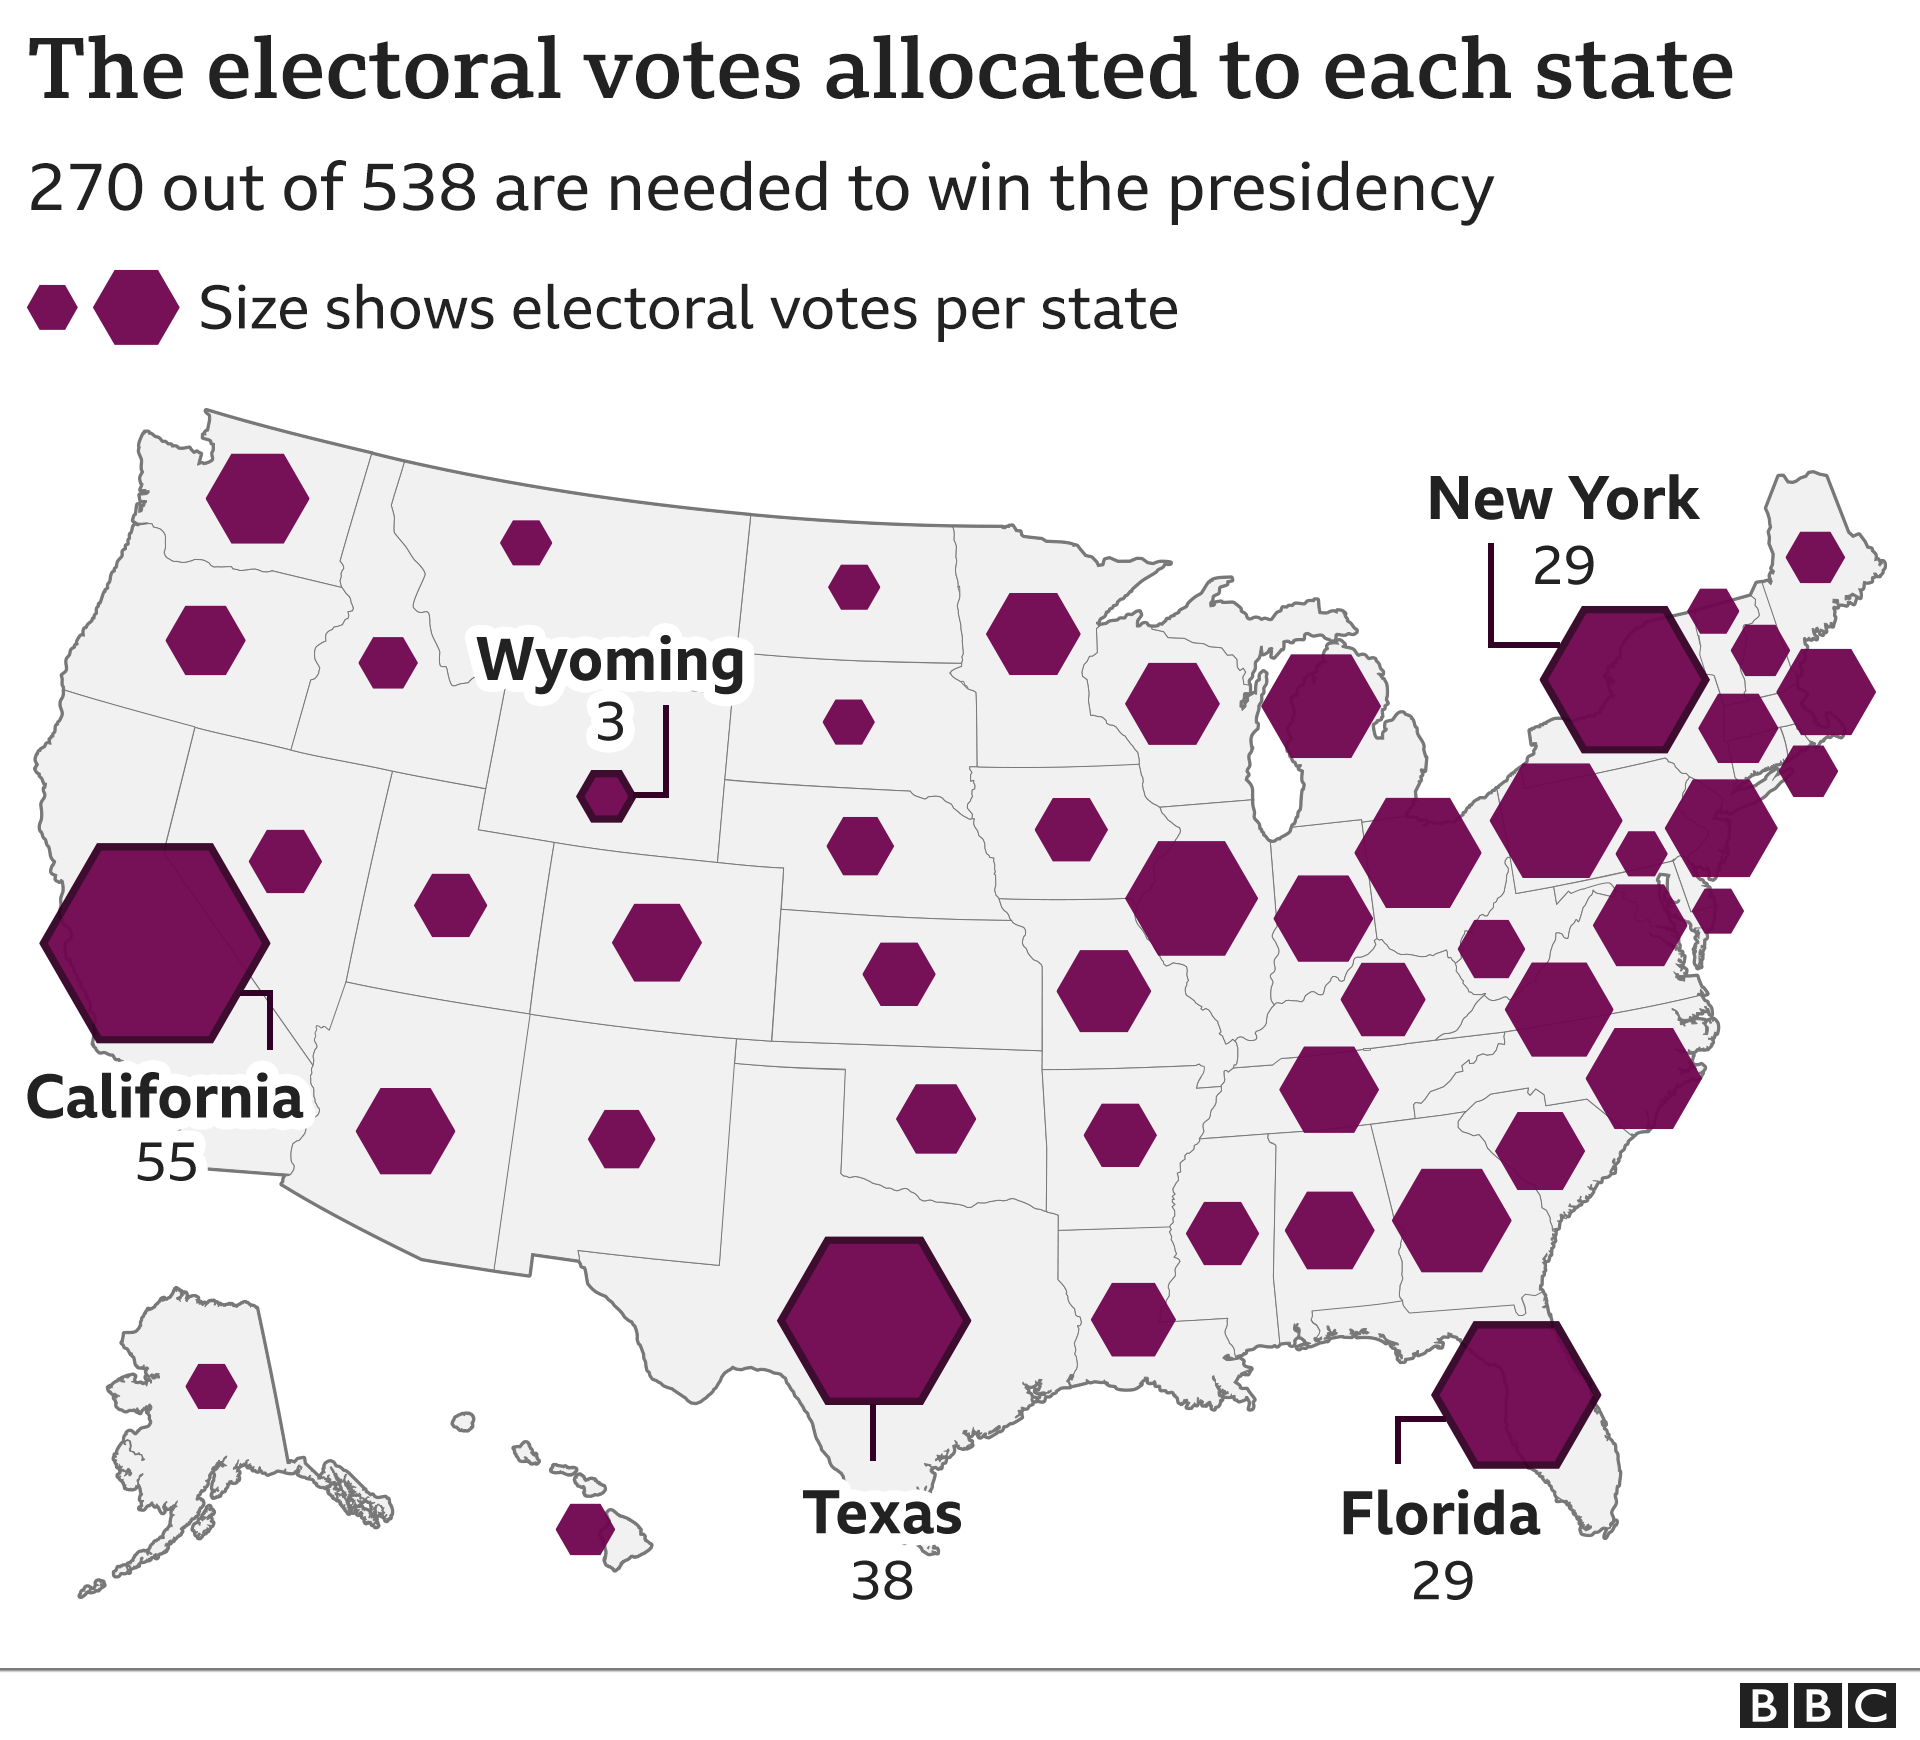 The electoral votes allocated to each state
270 out of 538 are needed to win the presidency
Size shows electoral votes per state
New York
29
Wyoming
3
California
55
Texas
38
Florida
29
BBC